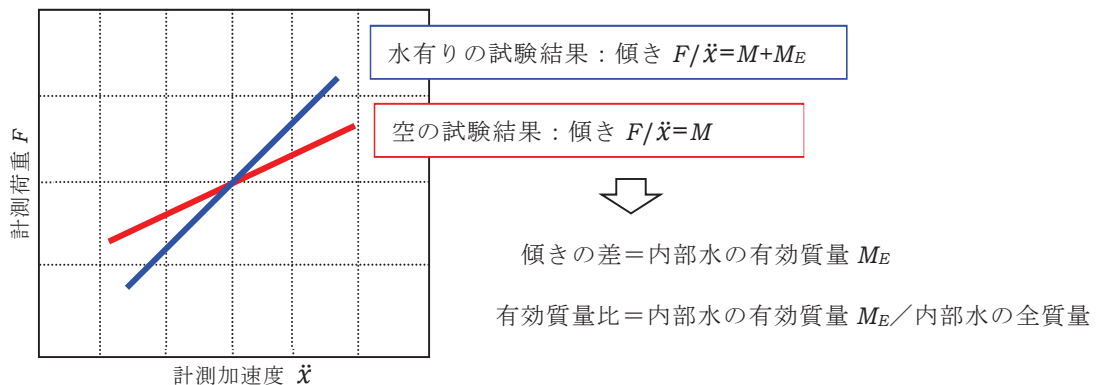 水有りの試験結果：傾き F/ẍ=M+M_E
空の試験結果：傾き F/ẍ=M
計測荷重 F
傾きの差＝内部水の有効質量 M_E
有効質量比＝内部水の有効質量 M_E／内部水の全質量
計測加速度 ẍ